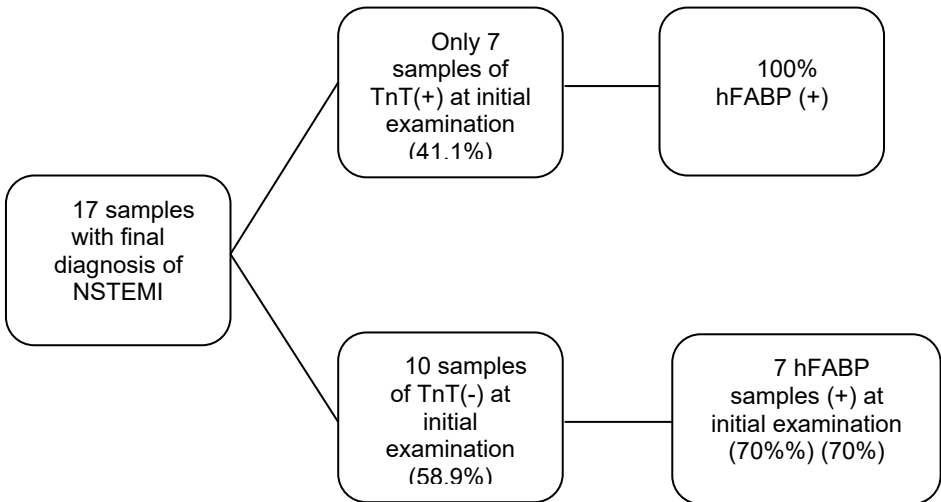 Only 7
samples of
TnT(+) at initial
examination
(41.1%)
100%
hFABP (+)
17 samples
with final
diagnosis of
NSTEMI
10 samples
of TnT(-) at
initial
examination
(58.9%)
7 hFABP
samples (+) at
initial examination
(70%%) (70%)